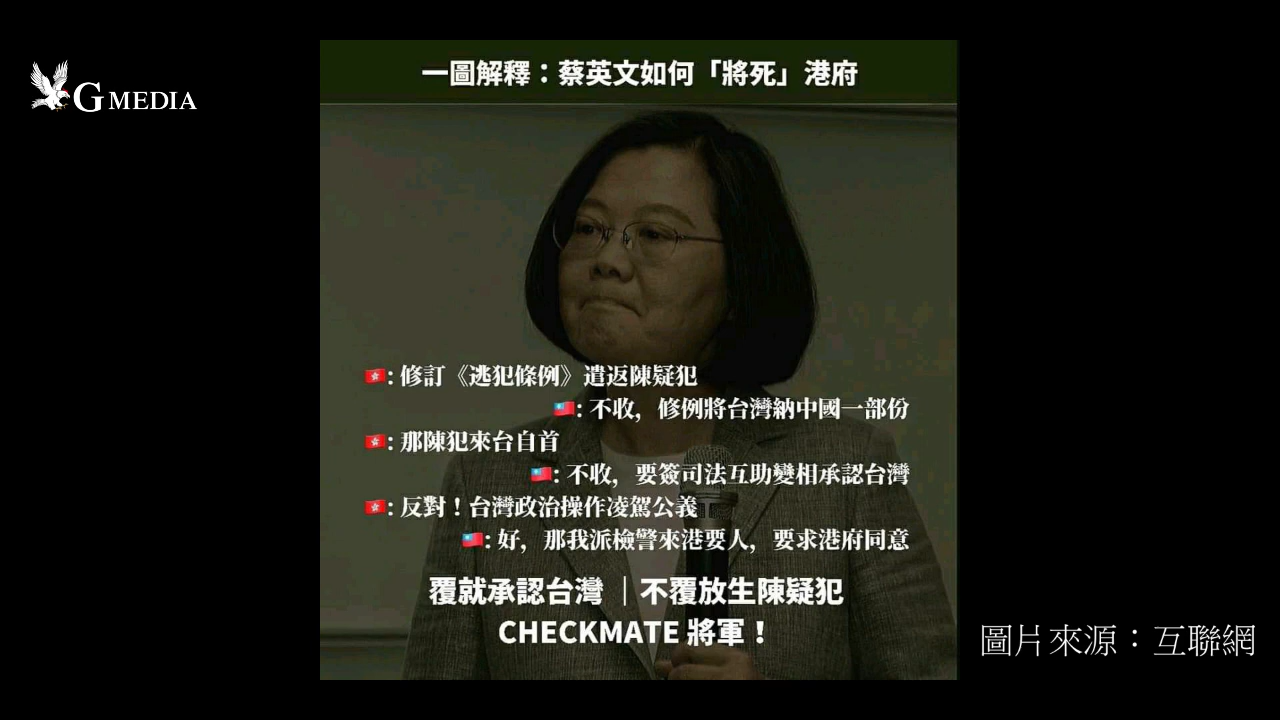 G MEDIA
一圖解釋：蔡英文如何「將死」港府
🇭🇰: 修訂《逃犯條例》遣返陳疑犯
🇹🇼: 不收，修例將台灣納中國一部份
🇭🇰: 那陳犯來台自首
🇹🇼: 不收，要簽司法互助變相承認台灣
🇭🇰: 反對！台灣政治操作凌駕公義
🇹🇼: 好，那我派檢警來港要人，要求港府同意
覆就承認台灣｜不覆放生陳疑犯
CHECKMATE 將軍！
圖片來源：互聯網